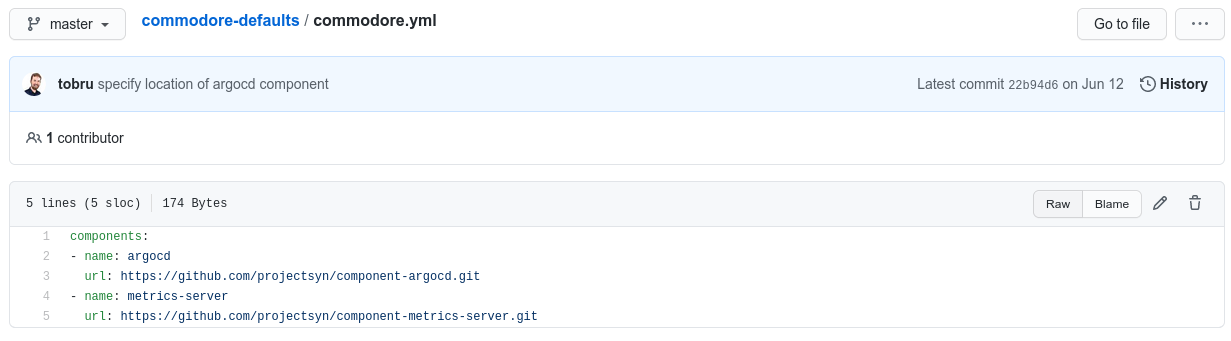 master commodore-defaults / commodore.yml Go to file ...
tobru specify location of argocd component Latest commit 22b94d6 on Jun 12 History
1 contributor
5 lines (5 sloc) 174 Bytes Raw Blame
1 components:
2 - name: argocd
3 url: https://github.com/projectsyn/component-argocd.git
4 - name: metrics-server
5 url: https://github.com/projectsyn/component-metrics-server.git